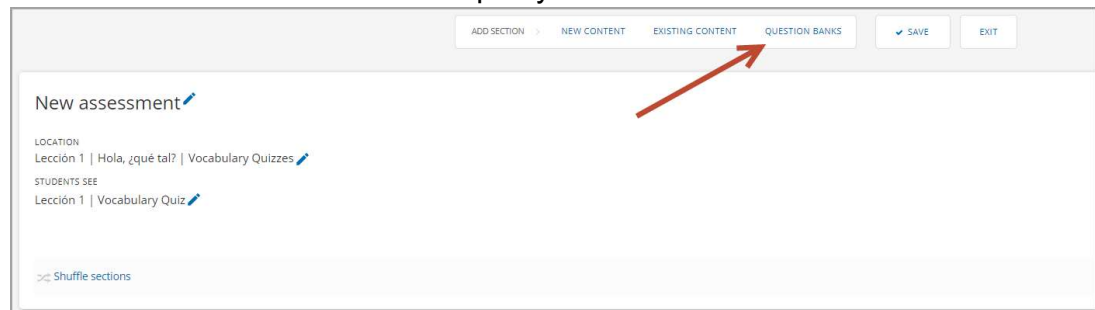 ADD SECTION > NEW CONTENT EXISTING CONTENT QUESTION BANKS ✔ SAVE EXIT
New assessment
LOCATION
Lección 1 | Hola, ¿qué tal? | Vocabulary Quizzes
STUDENTS SEE
Lección 1 | Vocabulary Quiz
Shuffle sections